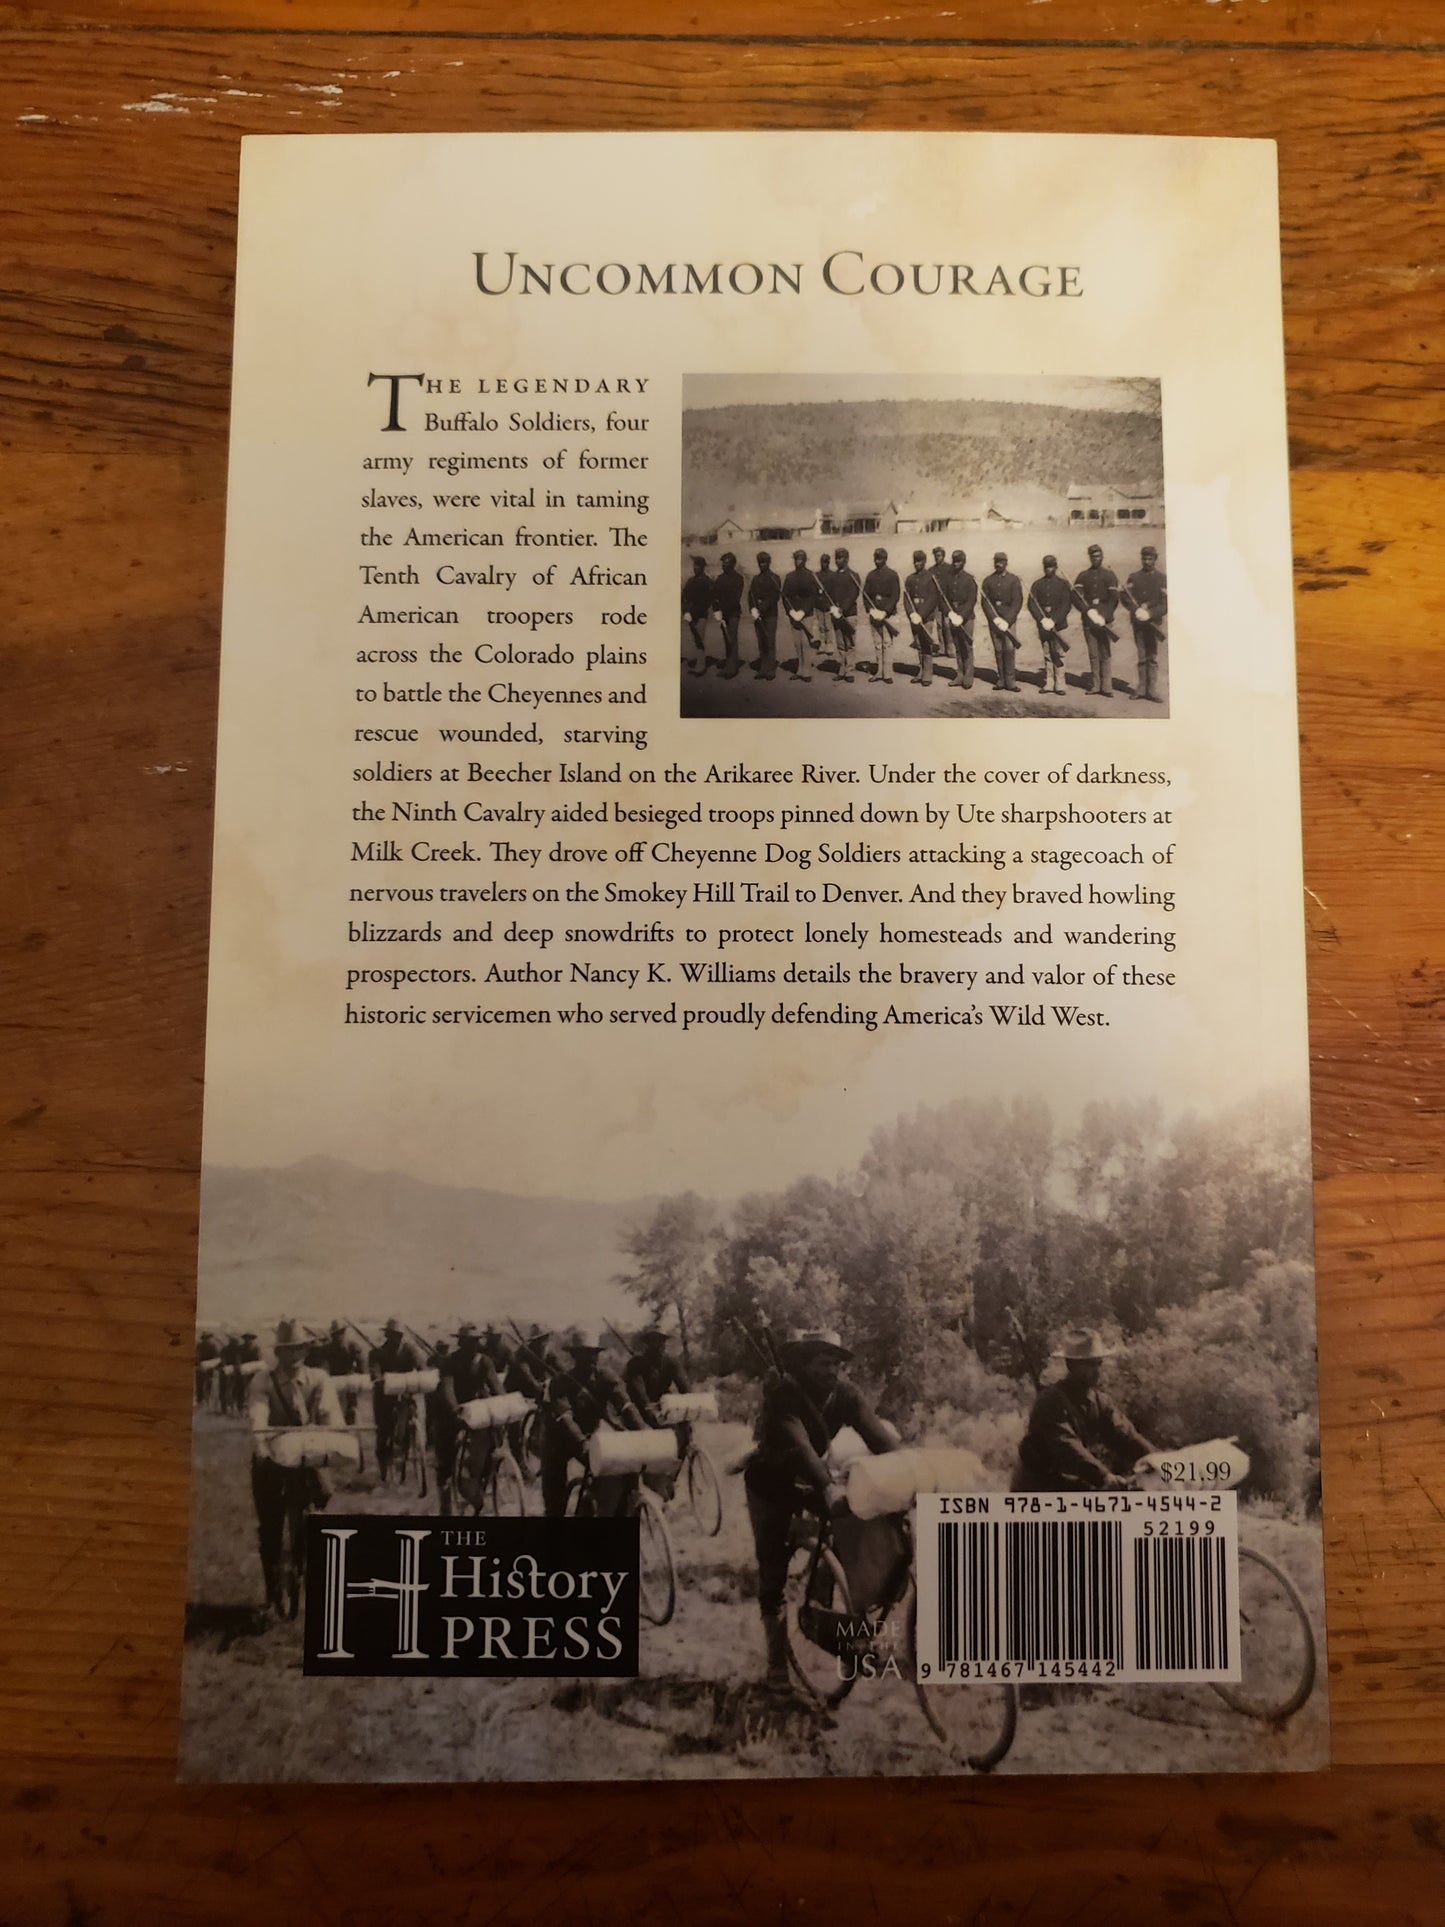 UNCOMMON COURAGE
THE LEGENDARY
Buffalo Soldiers, four
army regiments of former
slaves, were vital in taming
the American frontier. The
Tenth Cavalry of African
American troopers rode
across the Colorado plains
to battle the Cheyennes and
rescue wounded, starving
soldiers at Beecher Island on the Arikaree River. Under the cover of darkness,
the Ninth Cavalry aided besieged troops pinned down by Ute sharpshooters at
Milk Creek. They drove off Cheyenne Dog Soldiers attacking a stagecoach of
nervous travelers on the Smokey Hill Trail to Denver. And they braved howling
blizzards and deep snowdrifts to protect lonely homesteads and wandering
prospectors. Author Nancy K. Williams details the bravery and valor of these
historic servicemen who served proudly defending America's Wild West.
H
THE
History
PRESS
MADE
IN THE
USA
$21.99
ISBN 978-1-4671-4544-2
52199
9 781467 145442